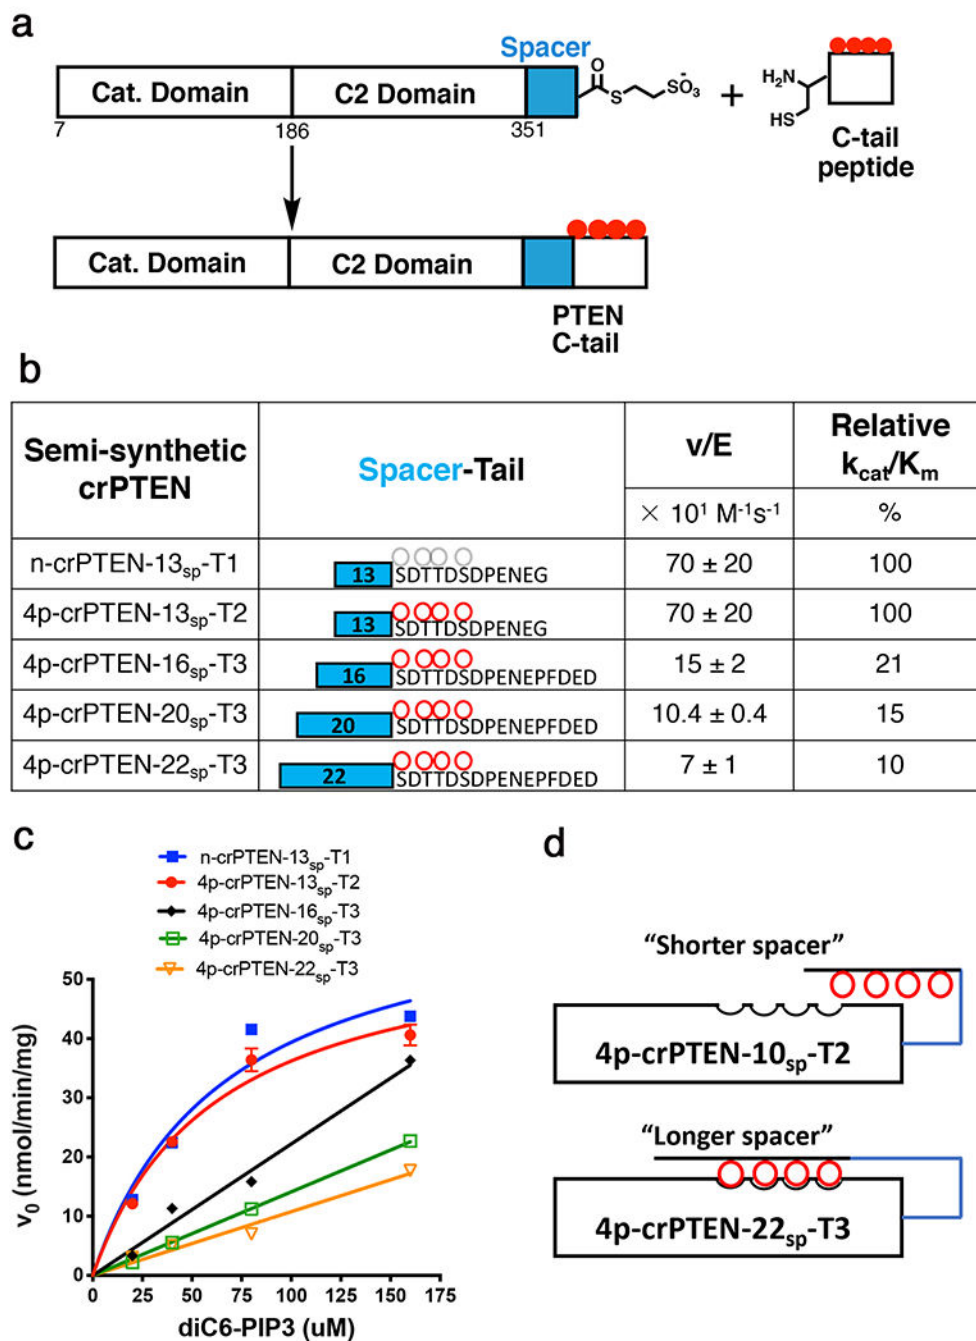 a
Spacer
Cat. Domain
C2 Domain
7
186
351
O
S
SO₃⁻
+
H₂N
HS
C-tail
peptide
Cat. Domain
C2 Domain
PTEN
C-tail
b
Semi-synthetic
crPTEN
Spacer-Tail
v/E
Relative
kcat/Km
× 10¹ M⁻¹s⁻¹
%
n-crPTEN-13sp-T1
13
SDTTDSDPENEG
70 ± 20
100
4p-crPTEN-13sp-T2
13
SDTTDSDPENEG
70 ± 20
100
4p-crPTEN-16sp-T3
16
SDTTDSDPENEPFDED
15 ± 2
21
4p-crPTEN-20sp-T3
20
SDTTDSDPENEPFDED
10.4 ± 0.4
15
4p-crPTEN-22sp-T3
22
SDTTDSDPENEPFDED
7 ± 1
10
c
n-crPTEN-13sp-T1
4p-crPTEN-13sp-T2
4p-crPTEN-16sp-T3
4p-crPTEN-20sp-T3
4p-crPTEN-22sp-T3
v₀ (nmol/min/mg)
50
40
30
20
10
0
0 25 50 75 100 125 150 175
diC6-PIP3 (uM)
d
“Shorter spacer”
4p-crPTEN-10sp-T2
“Longer spacer”
4p-crPTEN-22sp-T3